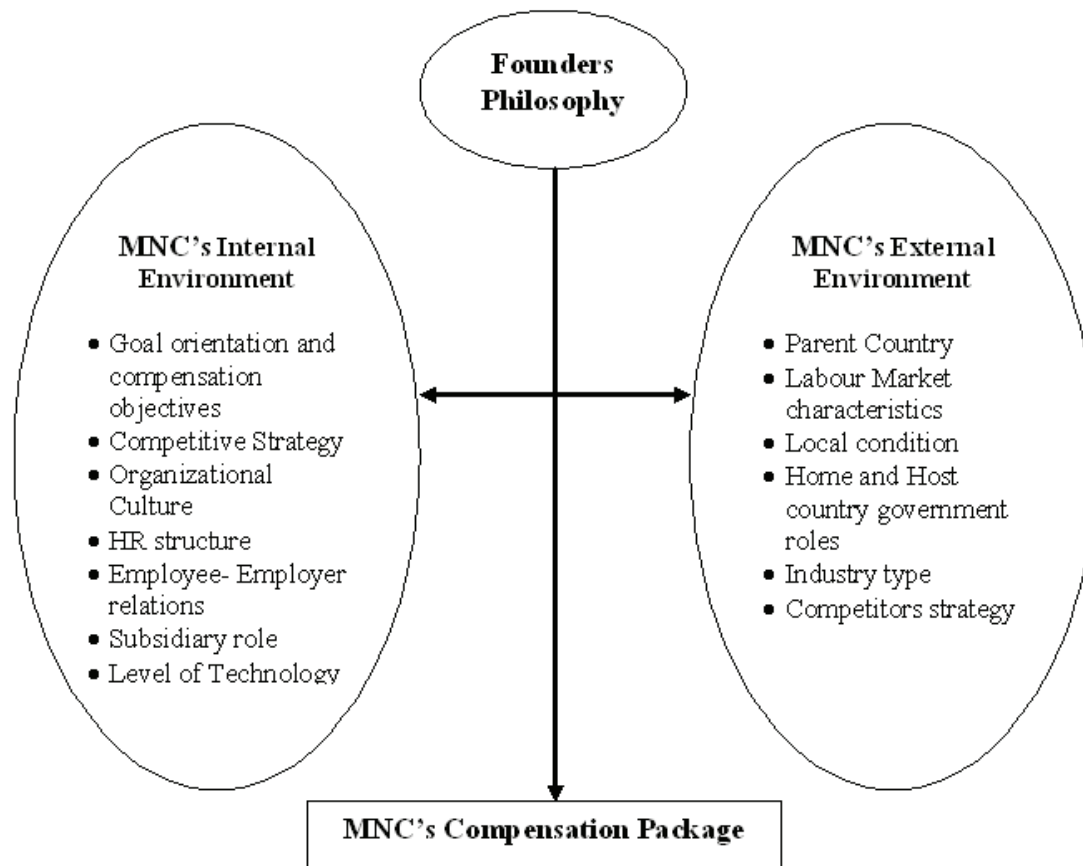 Founders
Philosophy
MNC's Internal
Environment
• Goal orientation and
compensation
objectives
• Competitive Strategy
• Organizational
Culture
• HR structure
• Employee- Employer
relations
• Subsidiary role
• Level of Technology
MNC's External
Environment
• Parent Country
• Labour Market
characteristics
• Local condition
• Home and Host
country government
roles
• Industry type
• Competitors strategy
MNC's Compensation Package